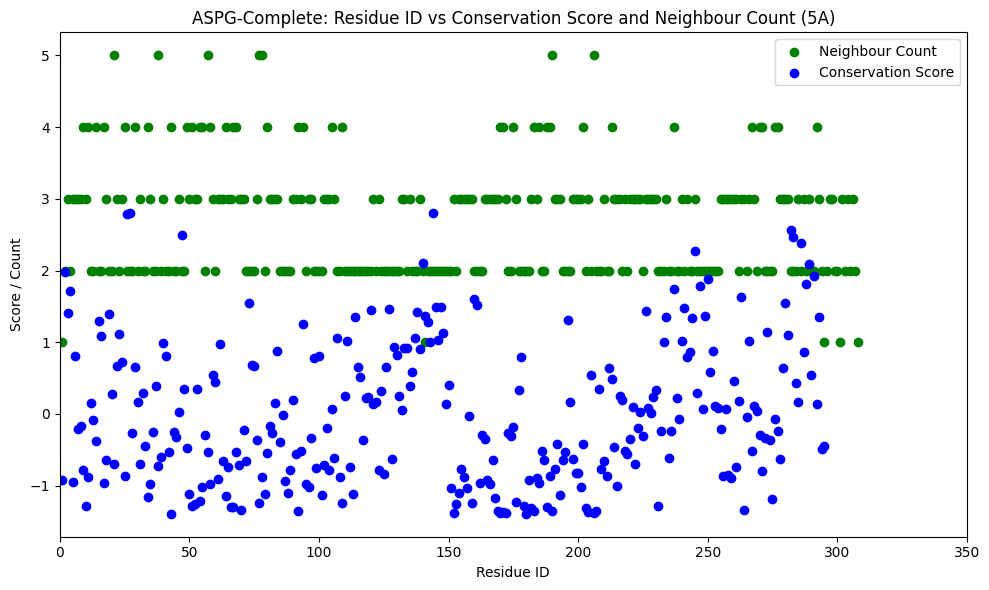 ASPG-Complete: Residue ID vs Conservation Score and Neighbour Count (5A)
Neighbour Count
Conservation Score
Score / Count
5
4
3
2
1
0
−1
0 50 100 150 200 250 300 350
Residue ID